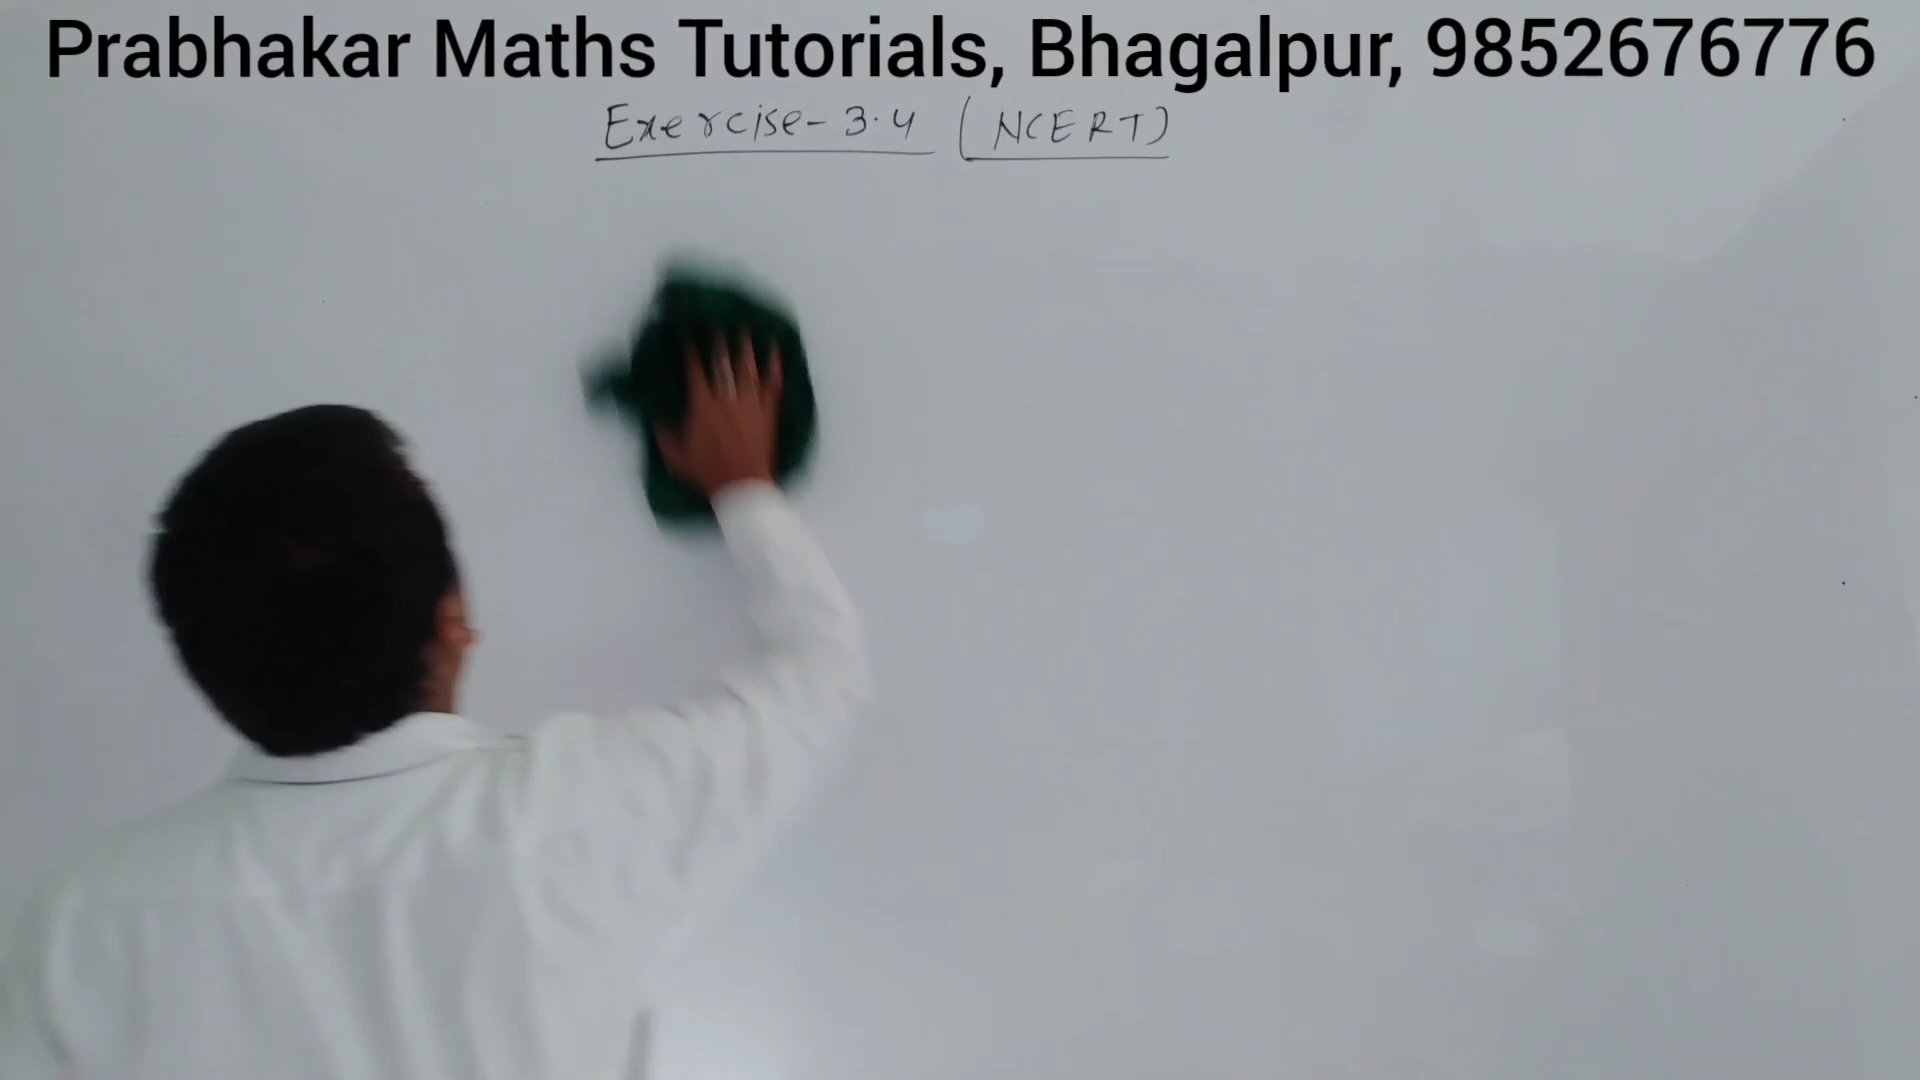 Prabhakar Maths Tutorials, Bhagalpur, 9852676776
Exercise-3.4 (NCERT)